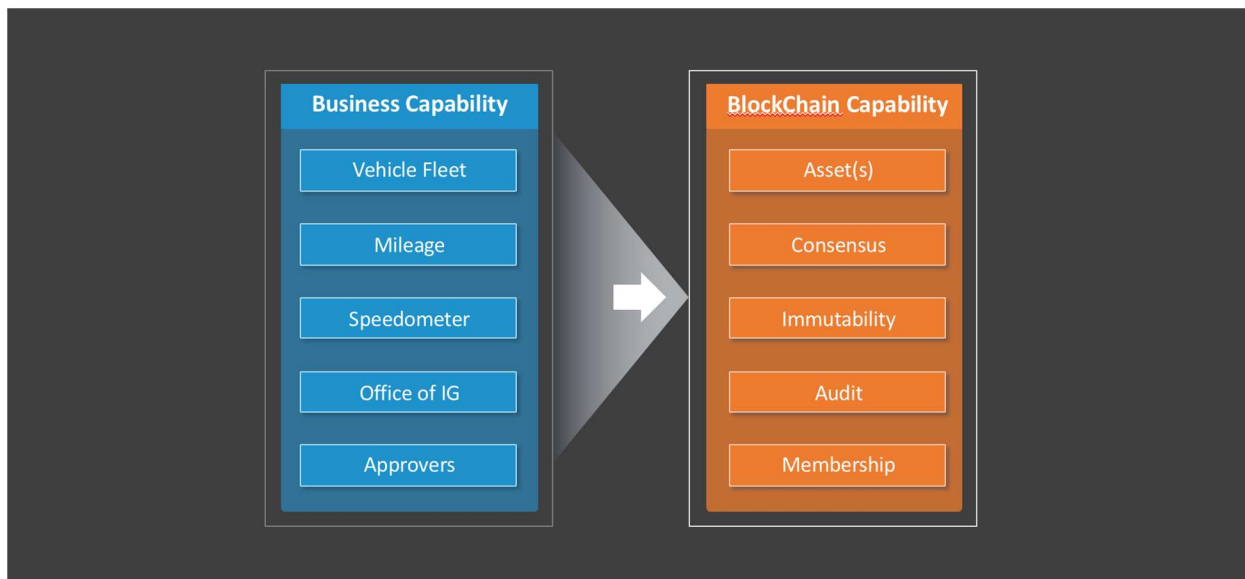 Business Capability
Vehicle Fleet
Mileage
Speedometer
Office of IG
Approvers
BlockChain Capability
Asset(s)
Consensus
Immutability
Audit
Membership